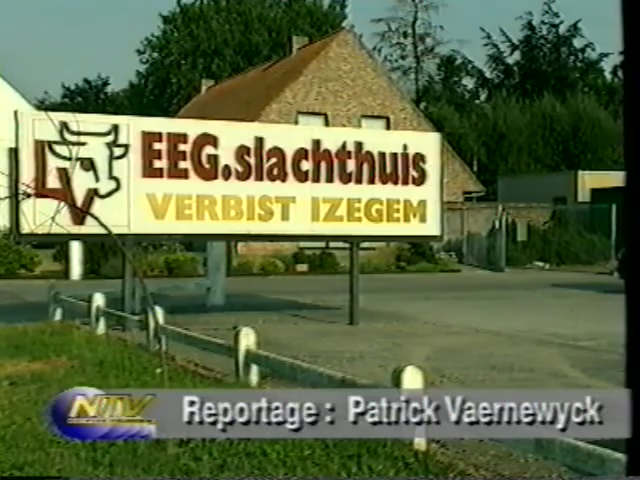 LV
EEG.slachthuis
VERBIST IZEGEM
NTV
Reportage : Patrick Vaernewyck